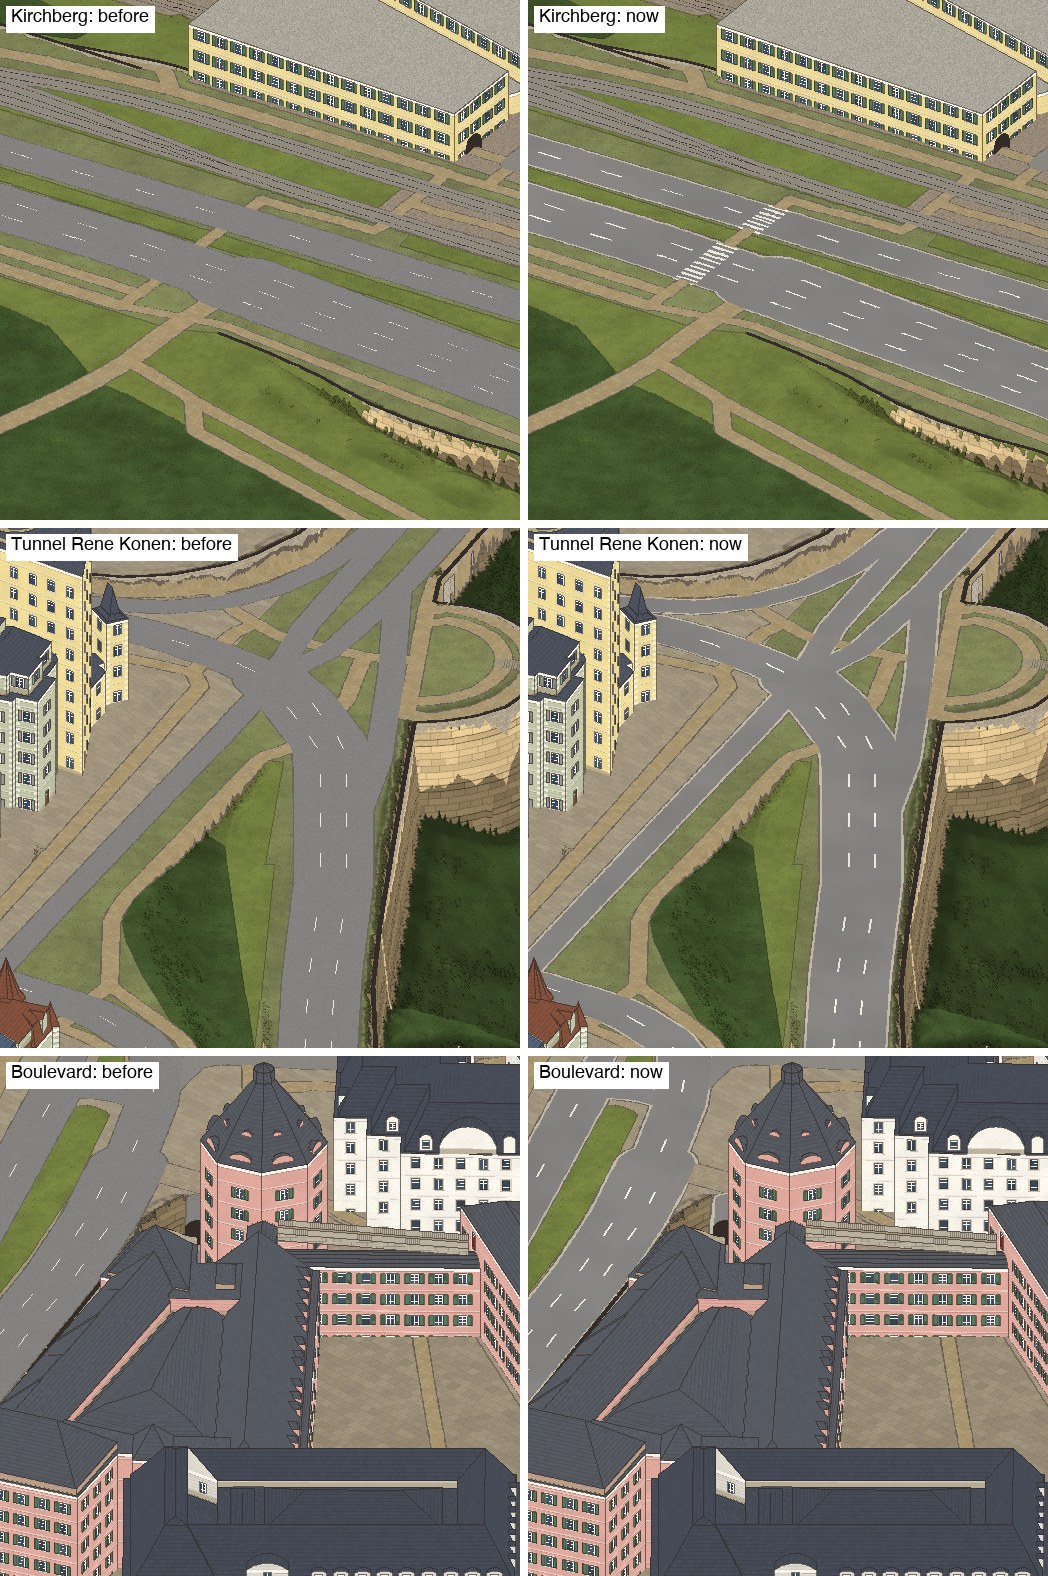 Kirchberg: before
Kirchberg: now
Tunnel Rene Konen: before
Tunnel Rene Konen: now
Boulevard: before
Boulevard: now